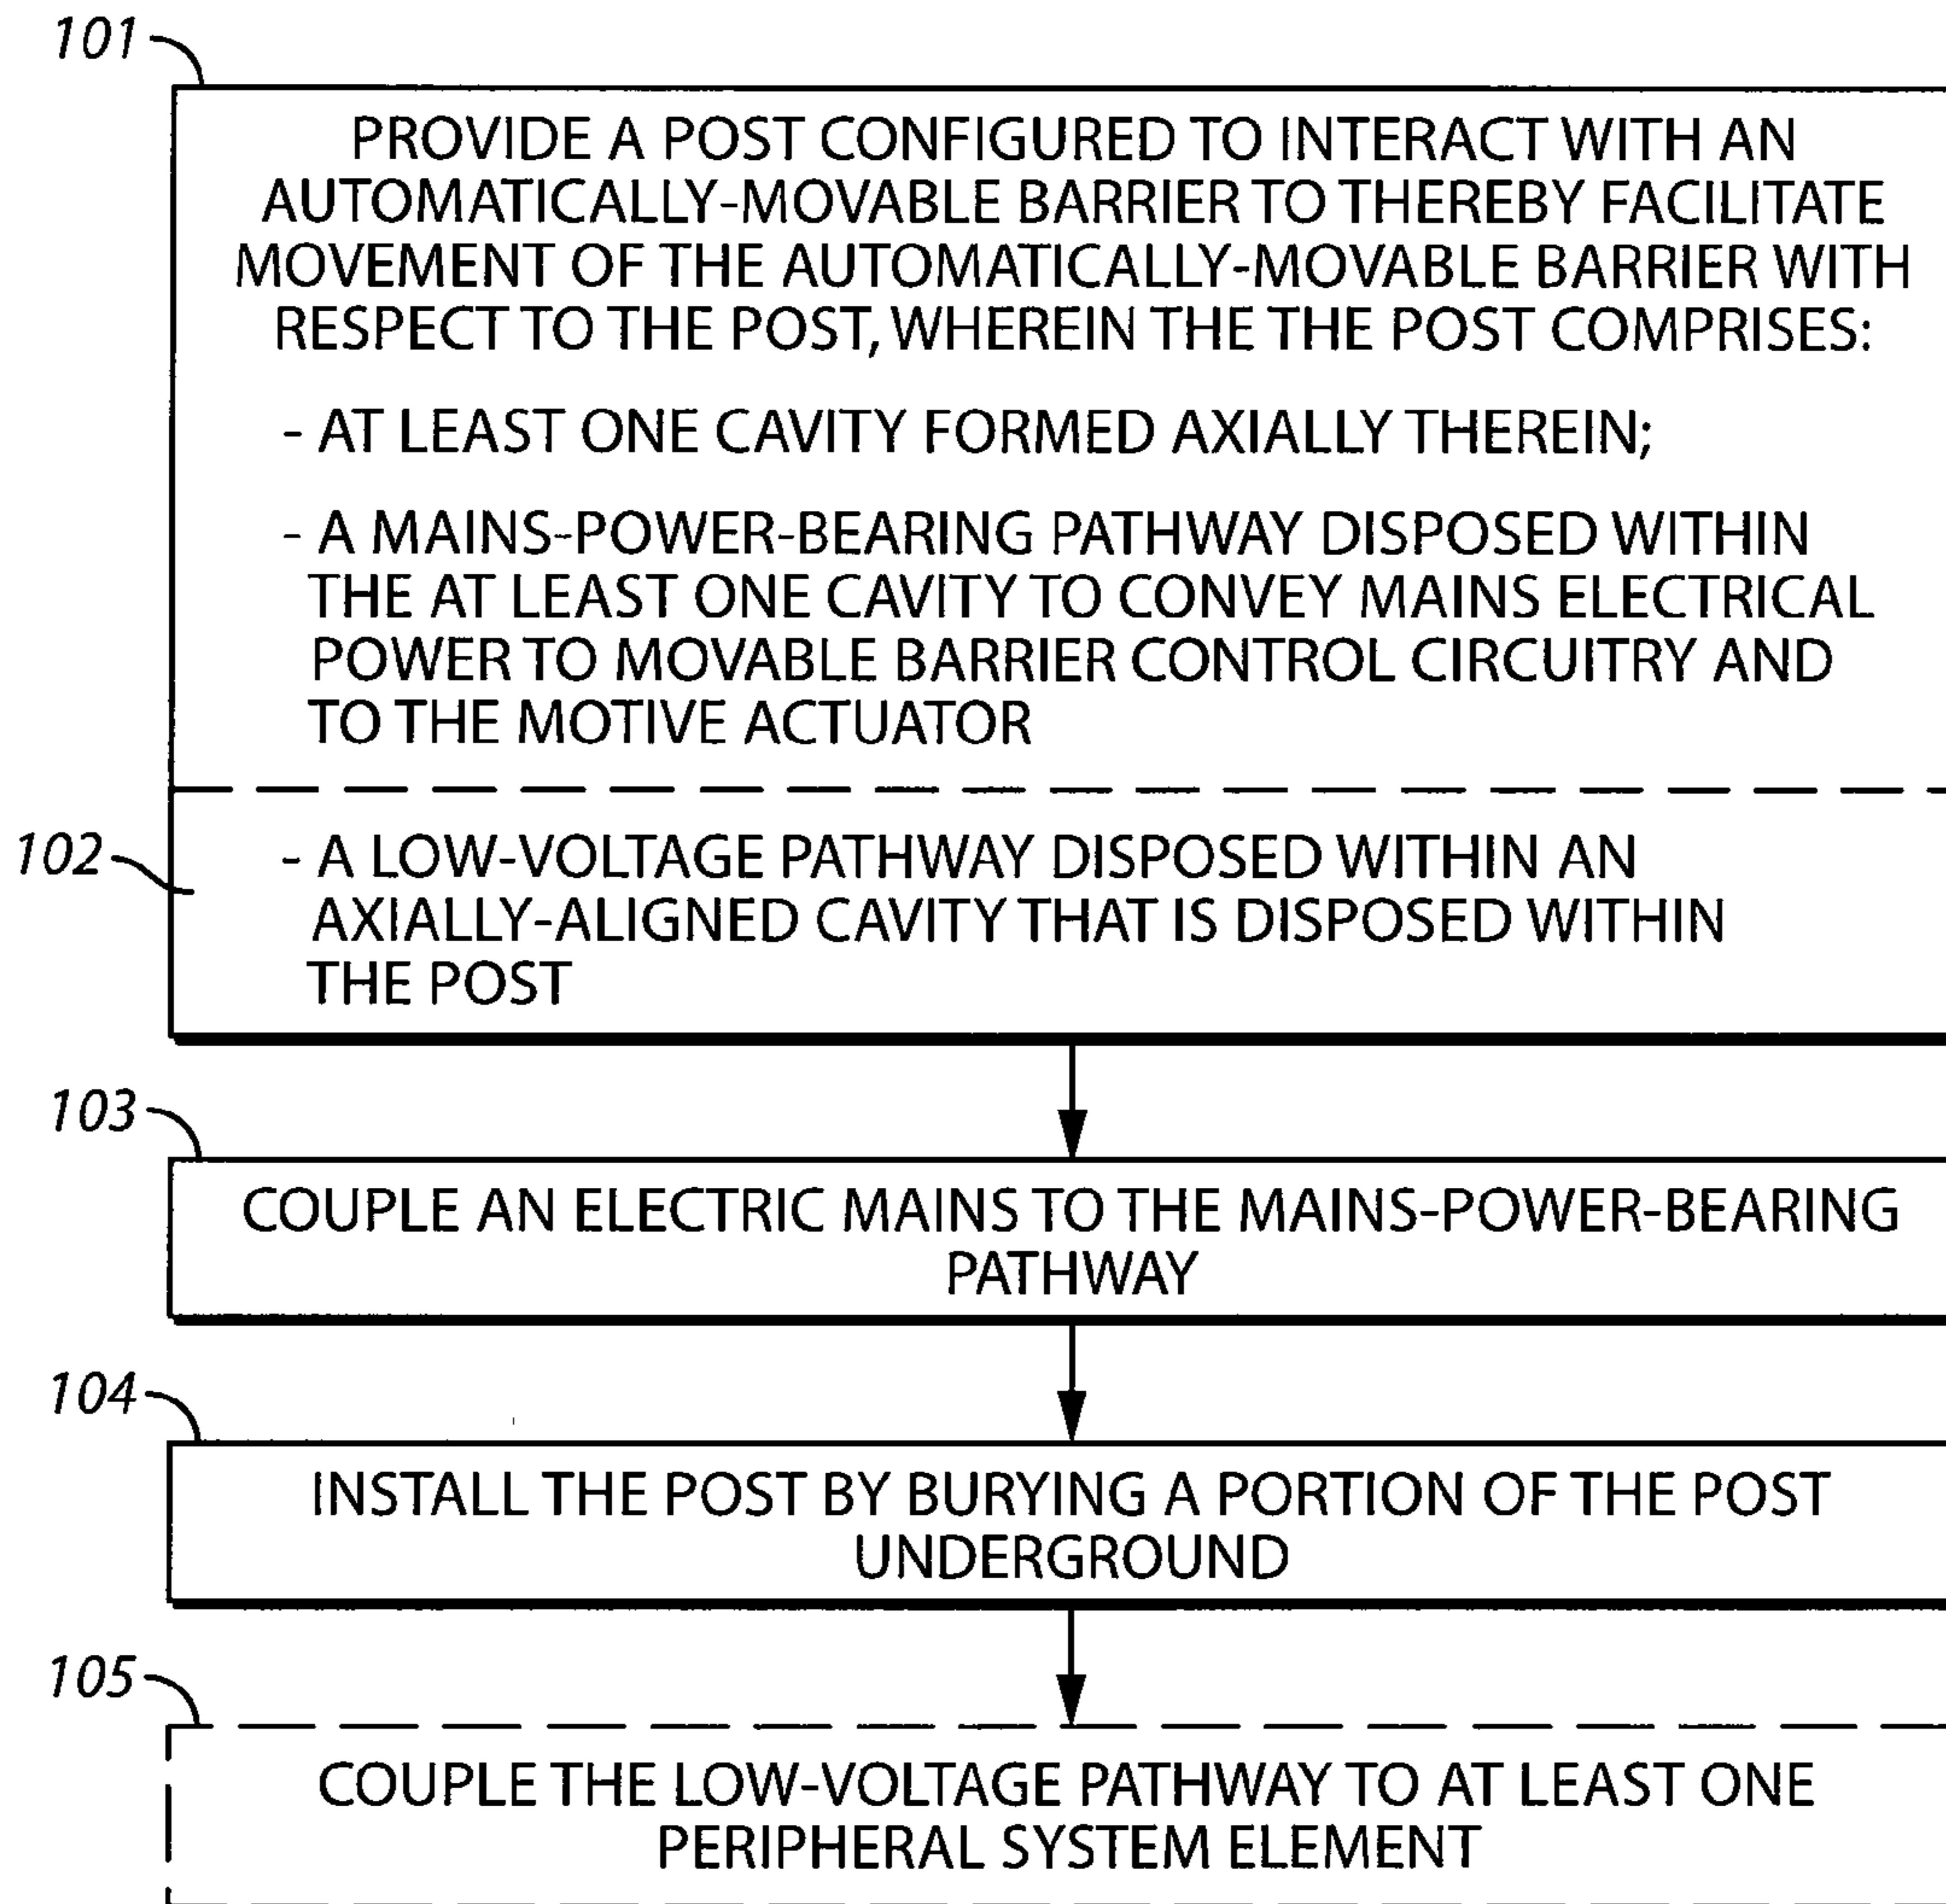 101
PROVIDE A POST CONFIGURED TO INTERACT WITH AN
AUTOMATICALLY-MOVABLE BARRIER TO THEREBY FACILITATE
MOVEMENT OF THE AUTOMATICALLY-MOVABLE BARRIER WITH
RESPECT TO THE POST, WHEREIN THE THE POST COMPRISES:
- AT LEAST ONE CAVITY FORMED AXIALLY THEREIN;
- A MAINS-POWER-BEARING PATHWAY DISPOSED WITHIN
THE AT LEAST ONE CAVITY TO CONVEY MAINS ELECTRICAL
POWER TO MOVABLE BARRIER CONTROL CIRCUITRY AND
TO THE MOTIVE ACTUATOR
102
- A LOW-VOLTAGE PATHWAY DISPOSED WITHIN AN
AXIALLY-ALIGNED CAVITY THAT IS DISPOSED WITHIN
THE POST
103
COUPLE AN ELECTRIC MAINS TO THE MAINS-POWER-BEARING
PATHWAY
104
INSTALL THE POST BY BURYING A PORTION OF THE POST
UNDERGROUND
105
COUPLE THE LOW-VOLTAGE PATHWAY TO AT LEAST ONE
PERIPHERAL SYSTEM ELEMENT